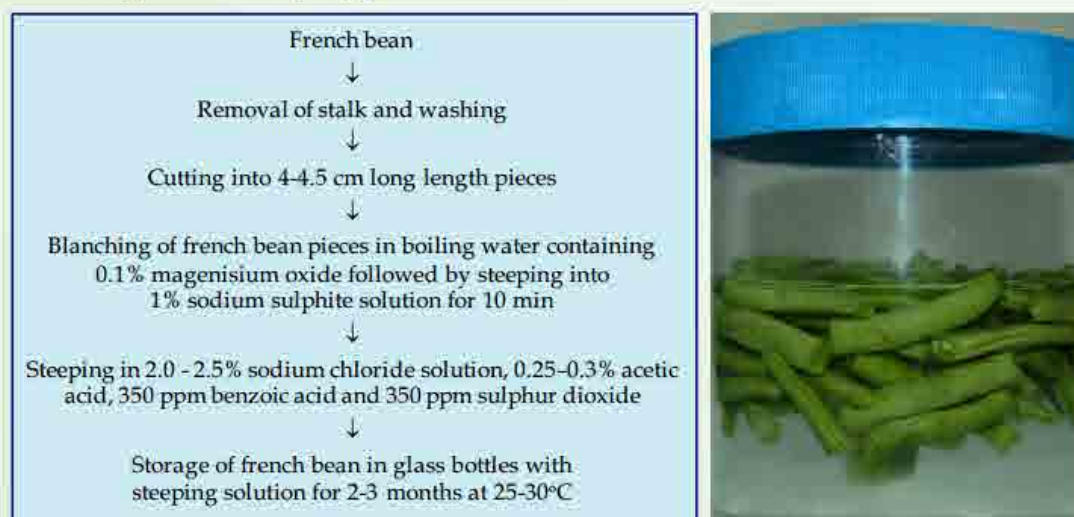 French bean
↓
Removal of stalk and washing
↓
Cutting into 4-4.5 cm long length pieces
↓
Blanching of french bean pieces in boiling water containing
0.1% magenisium oxide followed by steeping into
1% sodium sulphite solution for 10 min
↓
Steeping in 2.0 - 2.5% sodium chloride solution, 0.25-0.3% acetic
acid, 350 ppm benzoic acid and 350 ppm sulphur dioxide
↓
Storage of french bean in glass bottles with
steeping solution for 2-3 months at 25-30ºC